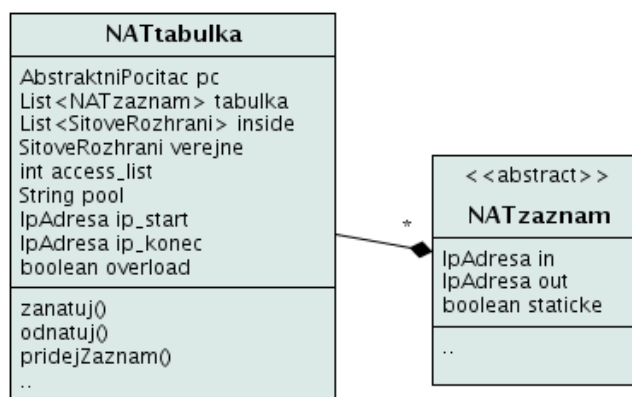 NATtabulka
AbstraktniPocitac pc
List<NATzaznam> tabulka
List<SitoveRozhrani> inside
SitoveRozhrani verejne
int access_list
String pool
IpAdresa ip_start
IpAdresa ip_konec
boolean overload
zanatuj()
odnatuj()
pridejZaznam()
..
*
<<abstract>>
NATzaznam
IpAdresa in
IpAdresa out
boolean staticke
..